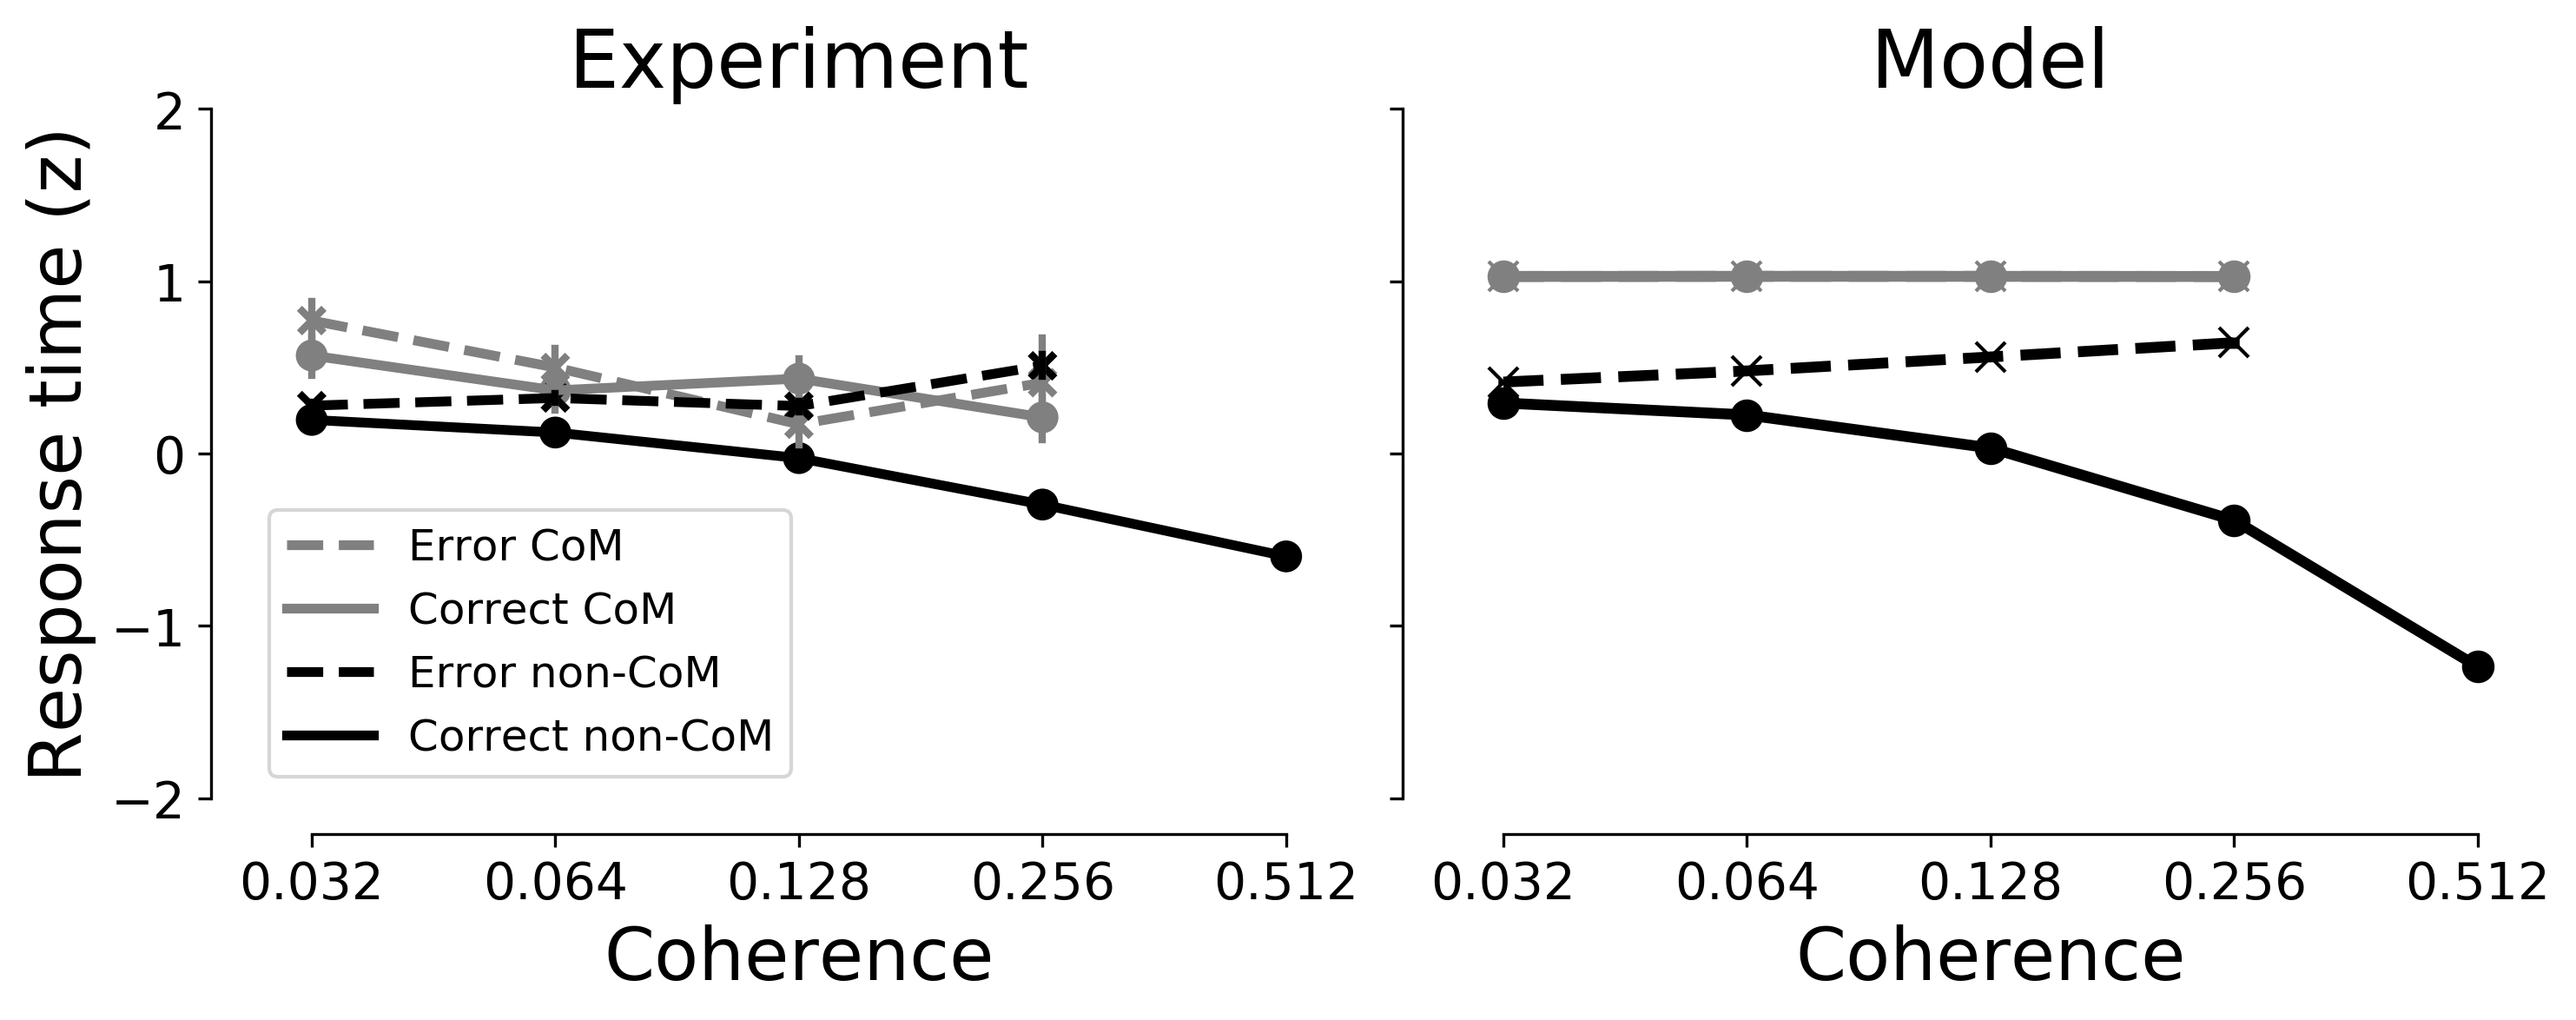 Experiment
Model
Response time (z)
2
1
0
−1
−2
Error CoM
Correct CoM
Error non-CoM
Correct non-CoM
0.032 0.064 0.128 0.256 0.512
0.032 0.064 0.128 0.256 0.512
Coherence
Coherence